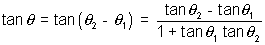 tan θ = tan (θ₂ - θ₁) = (tan θ₂ - tan θ₁) / (1 + tan θ₁ tan θ₂)